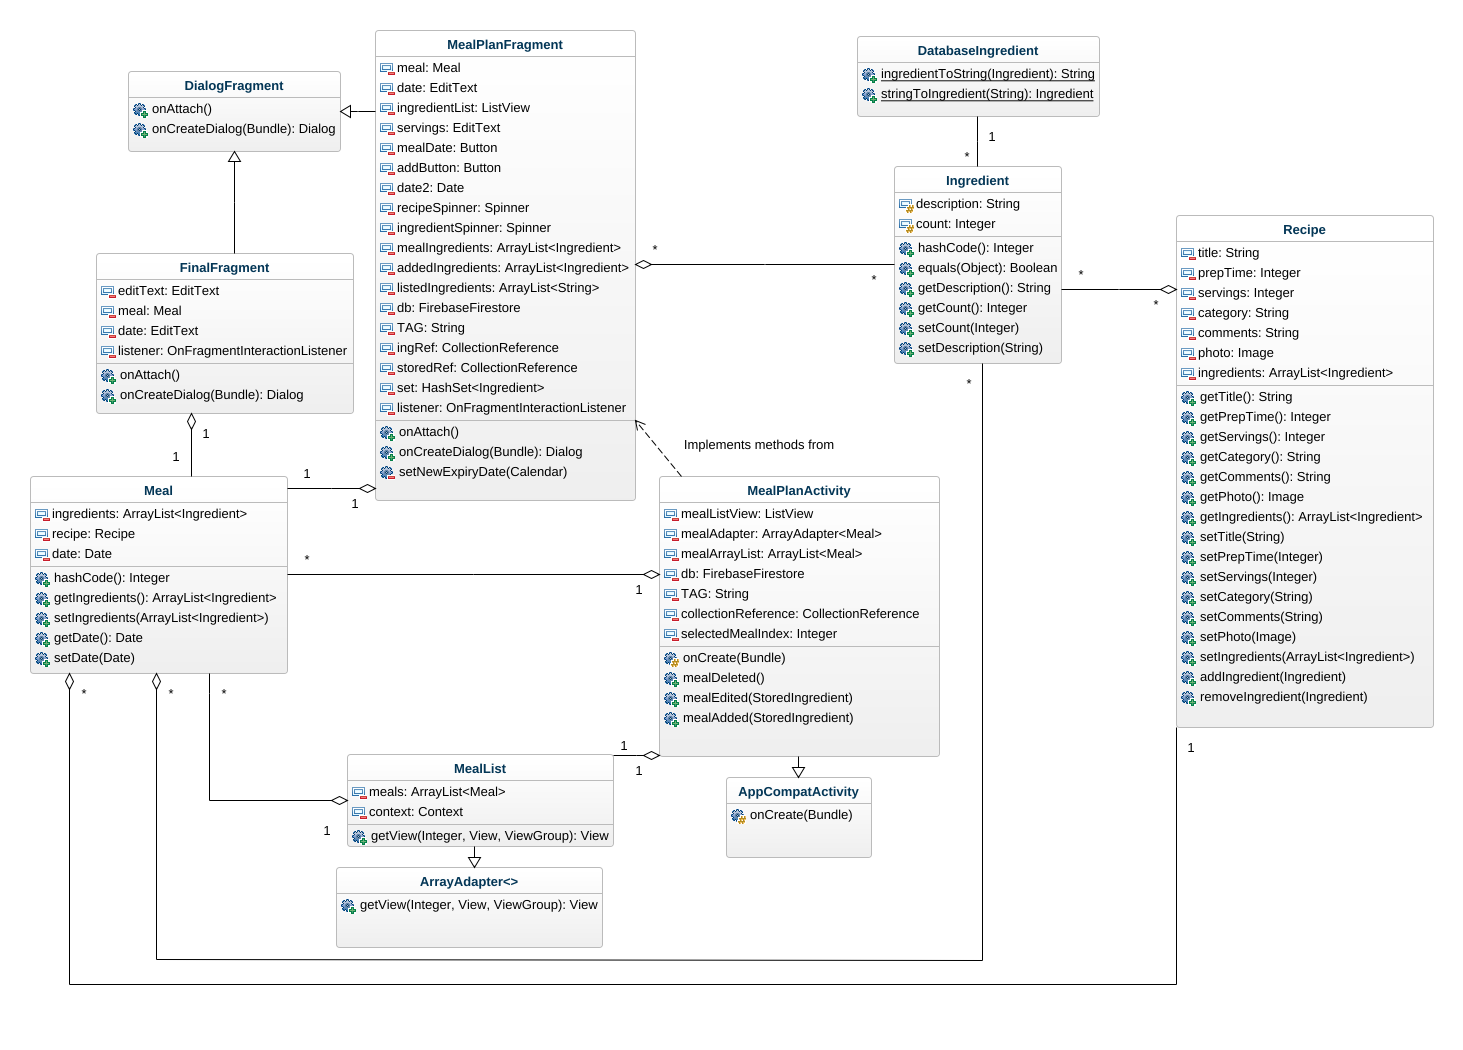 DialogFragment
onAttach()
onCreateDialog(Bundle): Dialog
MealPlanFragment
meal: Meal
date: EditText
ingredientList: ListView
servings: EditText
mealDate: Button
addButton: Button
date2: Date
recipeSpinner: Spinner
ingredientSpinner: Spinner
mealIngredients: ArrayList<Ingredient>
addedIngredients: ArrayList<Ingredient>
listedIngredients: ArrayList<String>
db: FirebaseFirestore
TAG: String
ingRef: CollectionReference
storedRef: CollectionReference
set: HashSet<Ingredient>
listener: OnFragmentInteractionListener
onAttach()
onCreateDialog(Bundle): Dialog
setNewExpiryDate(Calendar)
DatabaseIngredient
ingredientToString(Ingredient): String
stringToIngredient(String): Ingredient
1
*
Ingredient
description: String
count: Integer
hashCode(): Integer
equals(Object): Boolean
getDescription(): String
getCount(): Integer
setCount(Integer)
setDescription(String)
*
*
*
*
*
Recipe
title: String
prepTime: Integer
servings: Integer
category: String
comments: String
photo: Image
ingredients: ArrayList<Ingredient>
getTitle(): String
getPrepTime(): Integer
getServings(): Integer
getCategory(): String
getComments(): String
getPhoto(): Image
getIngredients(): ArrayList<Ingredient>
setTitle(String)
setPrepTime(Integer)
setServings(Integer)
setCategory(String)
setComments(String)
setPhoto(Image)
setIngredients(ArrayList<Ingredient>)
addIngredient(Ingredient)
removeIngredient(Ingredient)
1
FinalFragment
editText: EditText
meal: Meal
date: EditText
listener: OnFragmentInteractionListener
onAttach()
onCreateDialog(Bundle): Dialog
1
1
1
1
Implements methods from
Meal
ingredients: ArrayList<Ingredient>
recipe: Recipe
date: Date
hashCode(): Integer
getIngredients(): ArrayList<Ingredient>
setIngredients(ArrayList<Ingredient>)
getDate(): Date
setDate(Date)
*
1
*
*
*
MealPlanActivity
mealListView: ListView
mealAdapter: ArrayAdapter<Meal>
mealArrayList: ArrayList<Meal>
db: FirebaseFirestore
TAG: String
collectionReference: CollectionReference
selectedMealIndex: Integer
onCreate(Bundle)
mealDeleted()
mealEdited(StoredIngredient)
mealAdded(StoredIngredient)
1
1
MealList
meals: ArrayList<Meal>
context: Context
getView(Integer, View, ViewGroup): View
1
AppCompatActivity
onCreate(Bundle)
ArrayAdapter<>
getView(Integer, View, ViewGroup): View